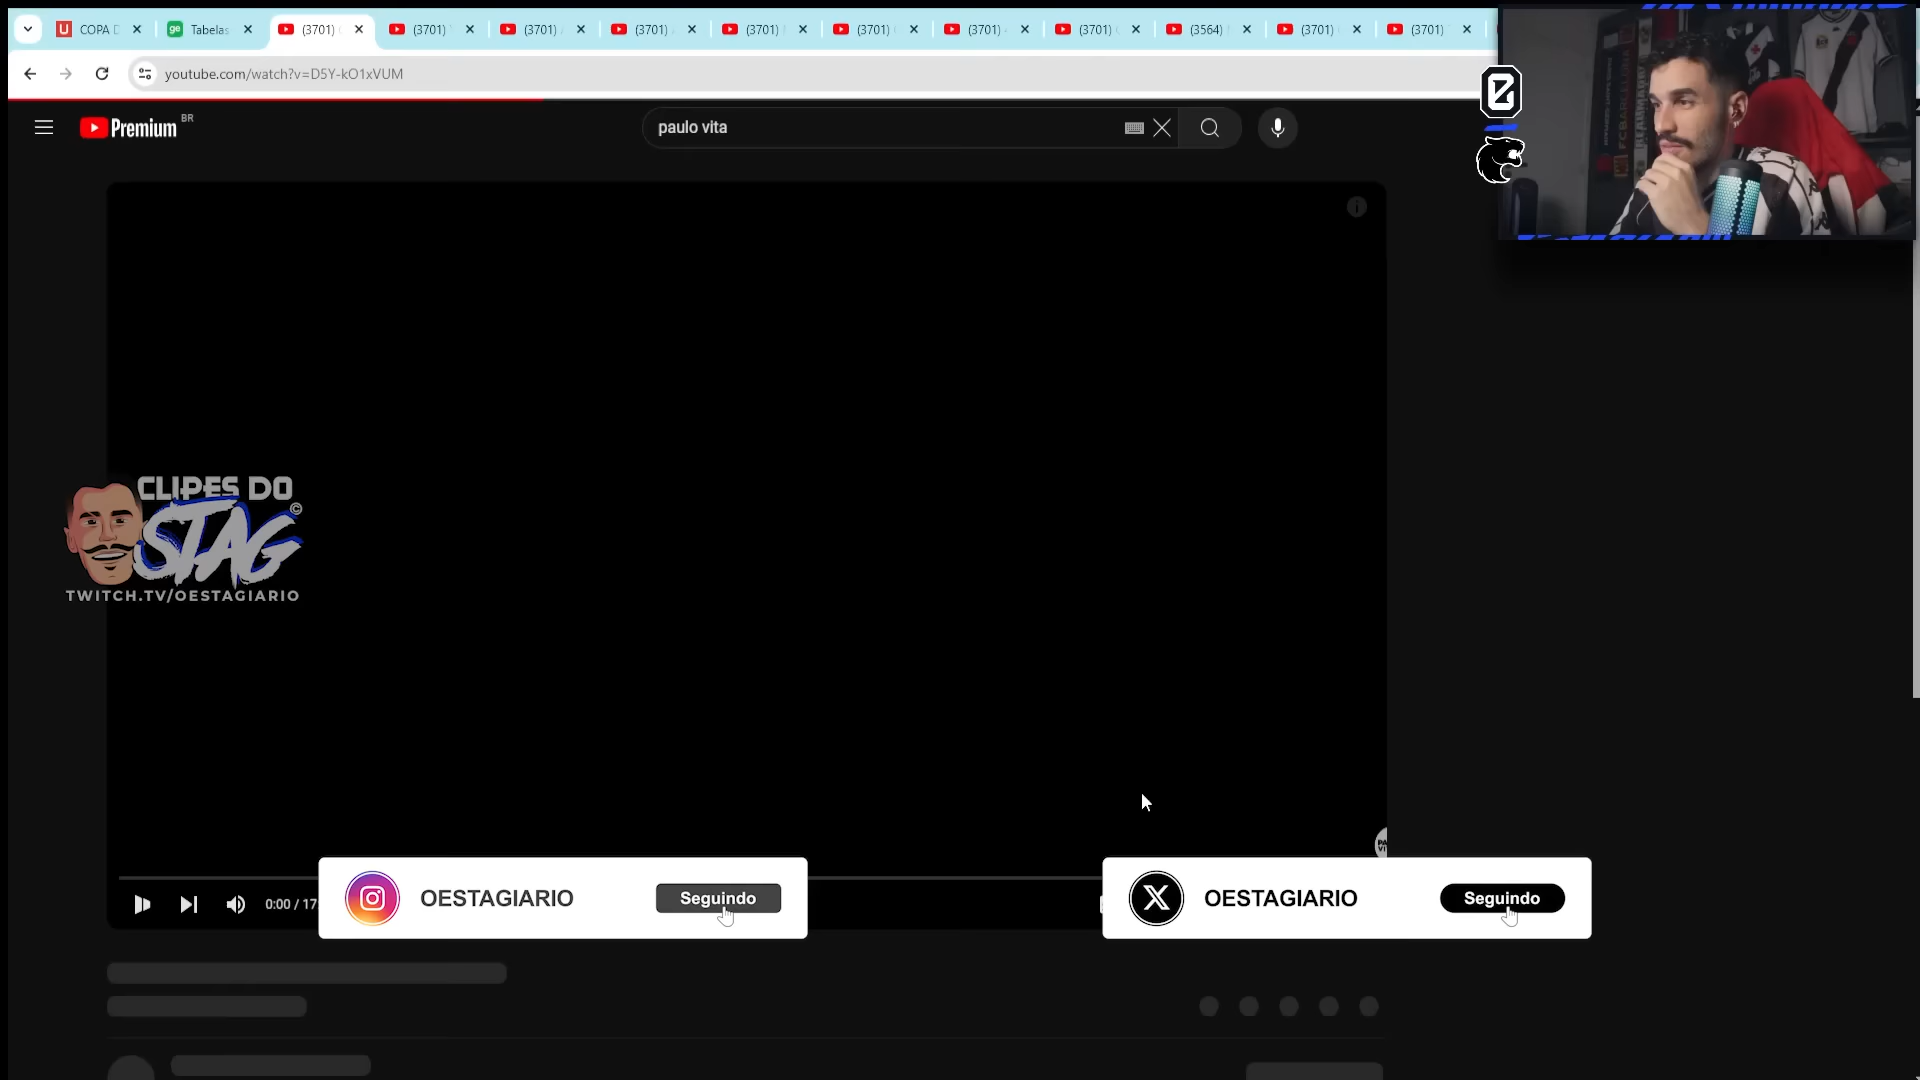 COPA D
Tabelas
(3701)
(3701)
(3701)
(3701)
(3701)
(3701)
(3701)
(3701)
(3564)
(3701)
(3701)
youtube.com/watch?v=D5Y-kO1xVUM
Premium BR
paulo vita
CLIPES DO
STAG ©
TWITCH.TV/OESTAGIARIO
0:00 / 17
OESTAGIARIO
Seguindo
OESTAGIARIO
Seguindo